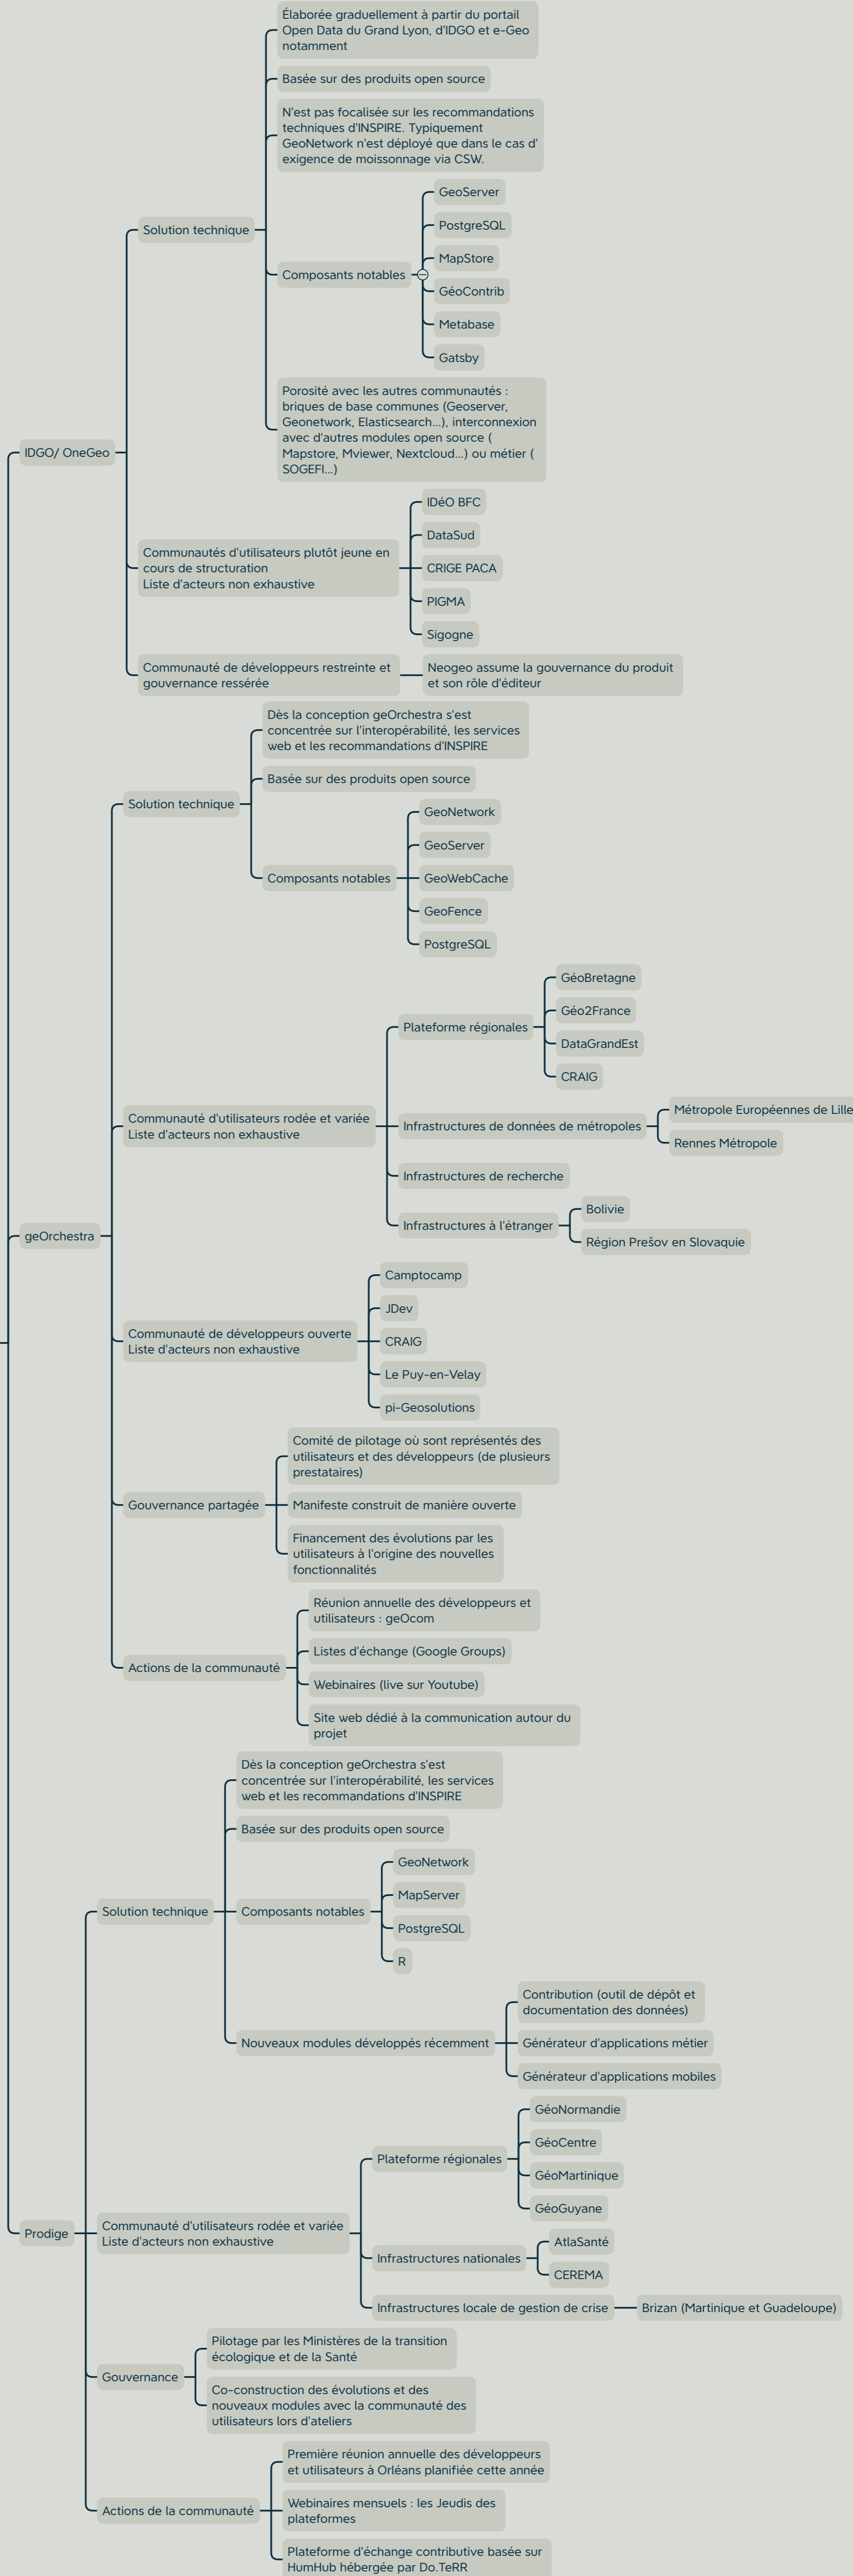 IDGO/ OneGeo
Solution technique
Élaborée graduellement à partir du portail
Open Data du Grand Lyon, d'IDGO et e-Geo
notamment
Basée sur des produits open source
N'est pas focalisée sur les recommandations
techniques d'INSPIRE. Typiquement
GeoNetwork n'est déployé que dans le cas d'
exigence de moissonnage via CSW.
Composants notables
GeoServer
PostgreSQL
MapStore
GéoContrib
Metabase
Gatsby
Porosité avec les autres communautés :
briques de base communes (Geoserver,
Geonetwork, Elasticsearch...), interconnexion
avec d'autres modules open source (
Mapstore, Mviewer, Nextcloud...) ou métier (
SOGEFI...)
Communautés d'utilisateurs plutôt jeune en
cours de structuration
Liste d'acteurs non exhaustive
IDéO BFC
DataSud
CRIGE PACA
PIGMA
Sigogne
Communauté de développeurs restreinte et
gouvernance ressérée
Neogeo assume la gouvernance du produit
et son rôle d'éditeur
geOrchestra
Solution technique
Dès la conception geOrchestra s'est
concentrée sur l'interopérabilité, les services
web et les recommandations d'INSPIRE
Basée sur des produits open source
Composants notables
GeoNetwork
GeoServer
GeoWebCache
GeoFence
PostgreSQL
Communauté d'utilisateurs rodée et variée
Liste d'acteurs non exhaustive
Plateforme régionales
GéoBretagne
Géo2France
DataGrandEst
CRAIG
Infrastructures de données de métropoles
Métropole Européennes de Lille
Rennes Métropole
Infrastructures de recherche
Infrastructures à l'étranger
Bolivie
Région Prešov en Slovaquie
Communauté de développeurs ouverte
Liste d'acteurs non exhaustive
Camptocamp
JDev
CRAIG
Le Puy-en-Velay
pi-Geosolutions
Gouvernance partagée
Comité de pilotage où sont représentés des
utilisateurs et des développeurs (de plusieurs
prestataires)
Manifeste construit de manière ouverte
Financement des évolutions par les
utilisateurs à l'origine des nouvelles
fonctionnalités
Actions de la communauté
Réunion annuelle des développeurs et
utilisateurs : geOcom
Listes d'échange (Google Groups)
Webinaires (live sur Youtube)
Site web dédié à la communication autour du
projet
Prodige
Solution technique
Dès la conception geOrchestra s'est
concentrée sur l'interopérabilité, les services
web et les recommandations d'INSPIRE
Basée sur des produits open source
Composants notables
GeoNetwork
MapServer
PostgreSQL
R
Nouveaux modules développés récemment
Contribution (outil de dépôt et
documentation des données)
Générateur d'applications métier
Générateur d'applications mobiles
Communauté d'utilisateurs rodée et variée
Liste d'acteurs non exhaustive
Plateforme régionales
GéoNormandie
GéoCentre
GéoMartinique
GéoGuyane
Infrastructures nationales
AtlaSanté
CEREMA
Infrastructures locale de gestion de crise
Brizan (Martinique et Guadeloupe)
Gouvernance
Pilotage par les Ministères de la transition
écologique et de la Santé
Co-construction des évolutions et des
nouveaux modules avec la communauté des
utilisateurs lors d'ateliers
Actions de la communauté
Première réunion annuelle des développeurs
et utilisateurs à Orléans planifiée cette année
Webinaires mensuels : les Jeudis des
plateformes
Plateforme d'échange contributive basée sur
HumHub hébergée par Do.TeRR